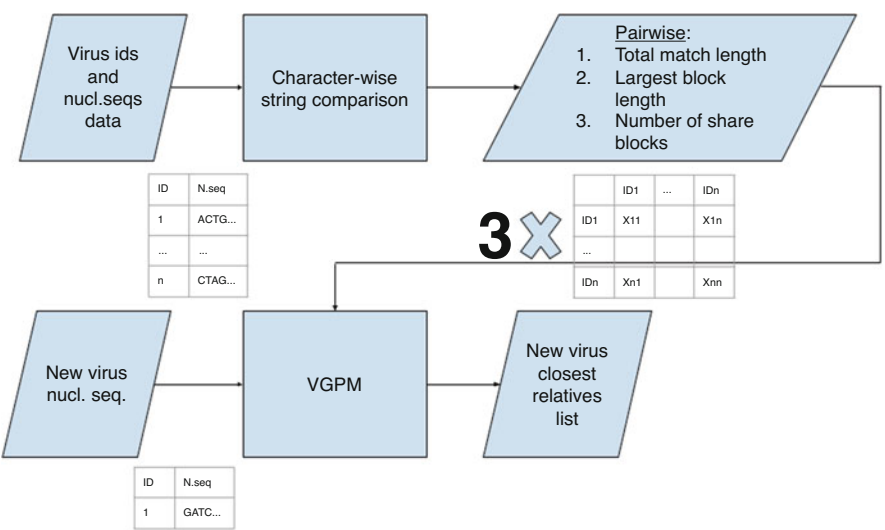 Virus ids
and
nucl.seqs
data
Character-wise
string comparison
Pairwise:
1. Total match length
2. Largest block
length
3. Number of share
blocks
ID N.seq
1 ACTG...
... ...
n CTAG...
3
ID1 ... IDn
ID1 X11 X1n
...
IDn Xn1 Xnn
New virus
nucl. seq.
VGPM
New virus
closest
relatives
list
ID N.seq
1 GATC...